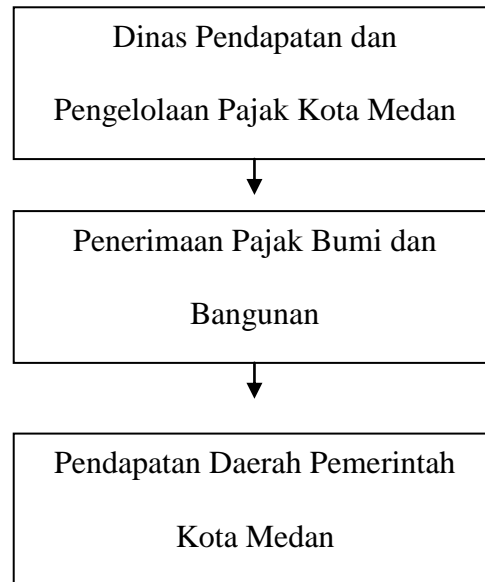 Dinas Pendapatan dan
Pengelolaan Pajak Kota Medan
Penerimaan Pajak Bumi dan
Bangunan
Pendapatan Daerah Pemerintah
Kota Medan